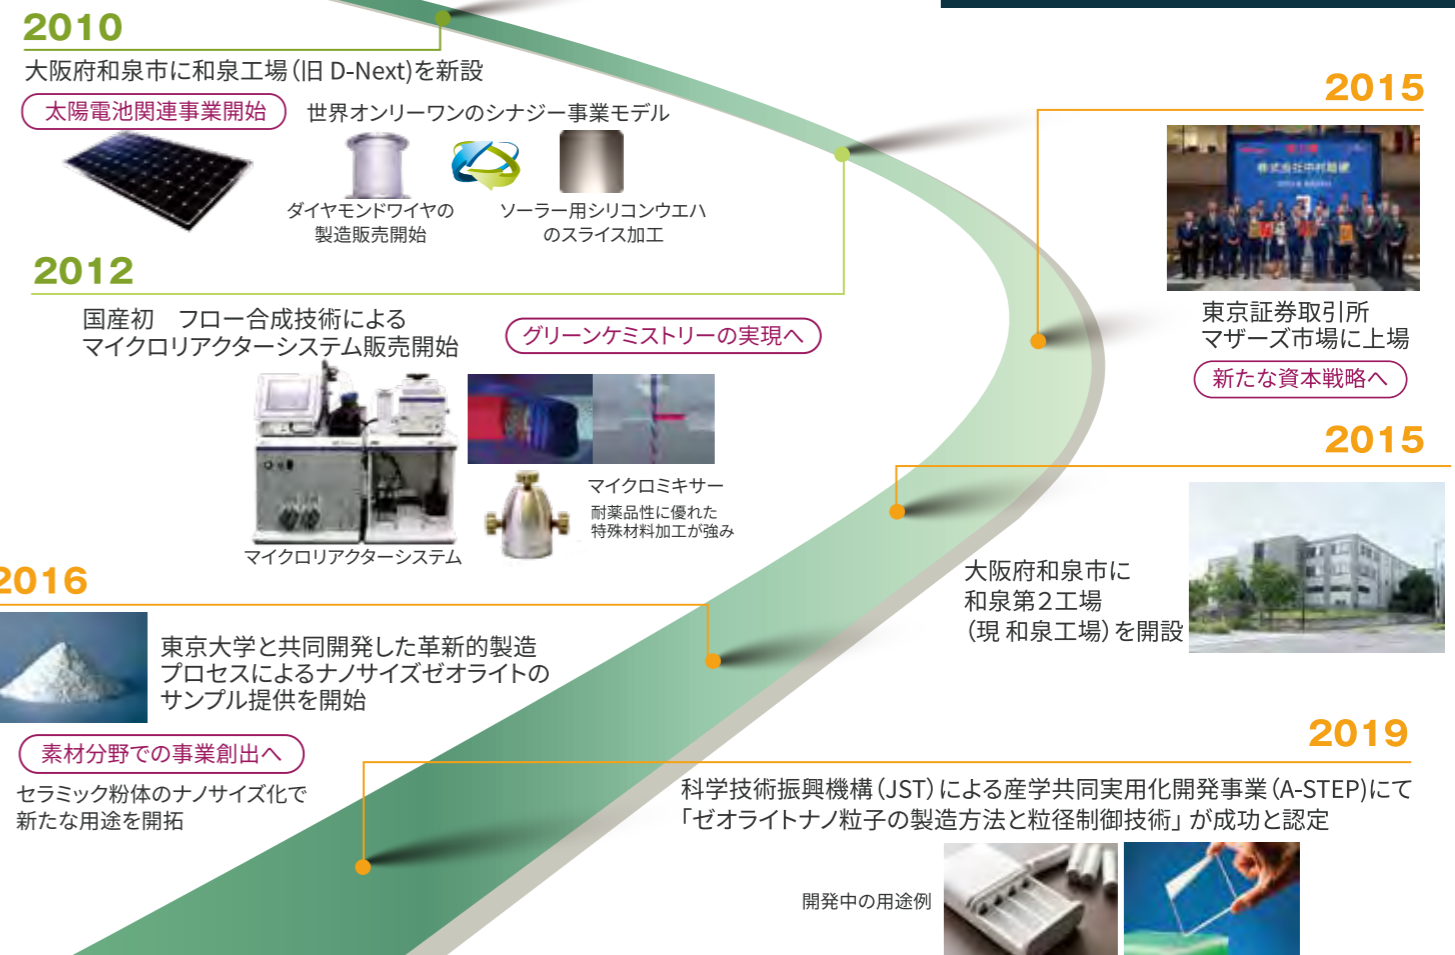 2010
大阪府和泉市に和泉工場（旧 D-Next)を新設
太陽電池関連事業開始
世界オンリーワンのシナジー事業モデル
ダイヤモンドワイヤの
製造販売開始
ソーラー用シリコンウエハ
のスライス加工
2012
国産初　フロー合成技術による
マイクロリアクターシステム販売開始
グリーンケミストリーの実現へ
マイクロリアクターシステム
マイクロミキサー
耐薬品性に優れた
特殊材料加工が強み
2015
株式会社中村超硬
東京証券取引所
マザーズ市場に上場
新たな資本戦略へ
2015
大阪府和泉市に
和泉第２工場
（現 和泉工場）を開設
2016
東京大学と共同開発した革新的製造
プロセスによるナノサイズゼオライトの
サンプル提供を開始
素材分野での事業創出へ
セラミック粉体のナノサイズ化で
新たな用途を開拓
2019
科学技術振興機構（JST）による産学共同実用化開発事業（A-STEP)にて
「ゼオライトナノ粒子の製造方法と粒径制御技術」が成功と認定
開発中の用途例